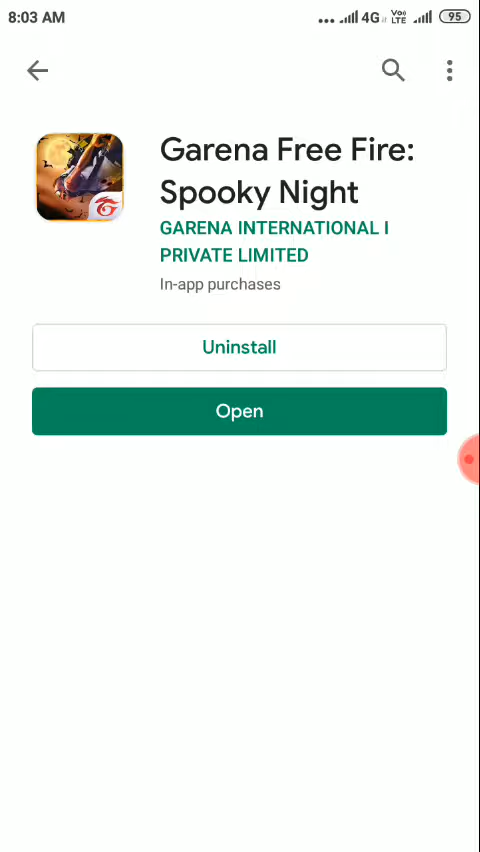 8:03 AM 4G Vo) LTE 95
Garena Free Fire:
Spooky Night
GARENA INTERNATIONAL I
PRIVATE LIMITED
In-app purchases
Uninstall
Open